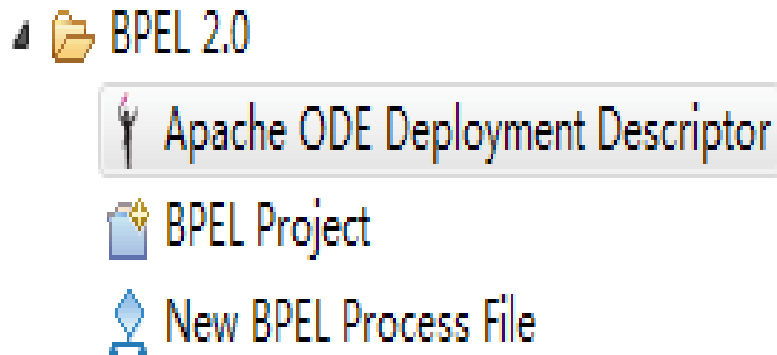 BPEL 2.0
Apache ODE Deployment Descriptor
BPEL Project
New BPEL Process File